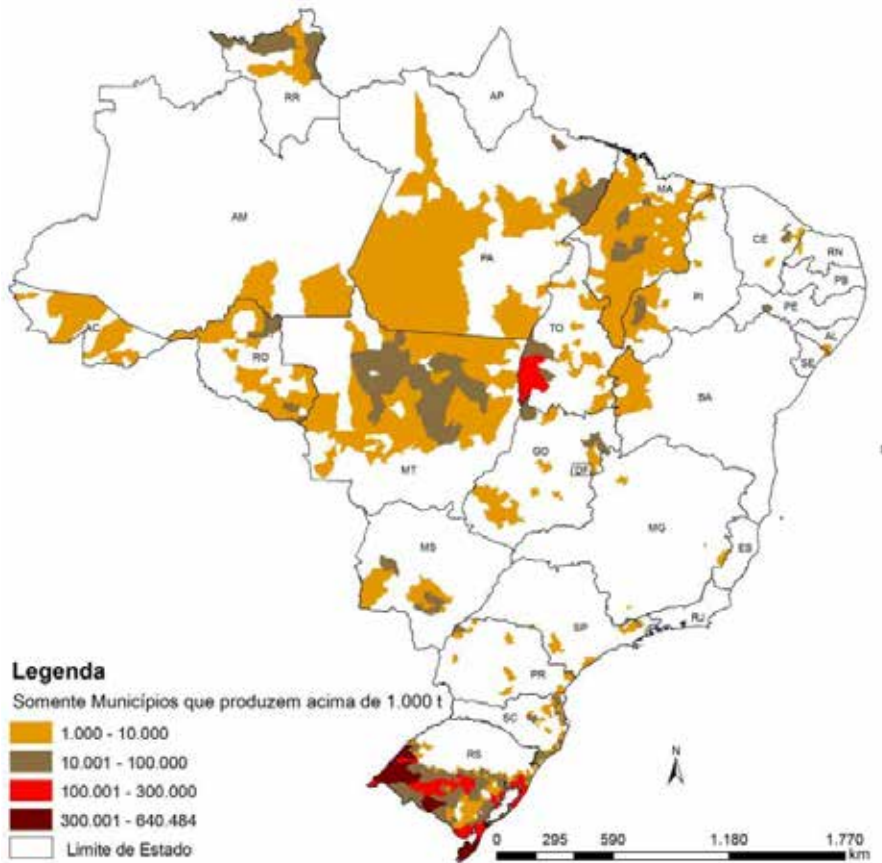 RR
AP
AM
PA
MA
CE
RN
PB
PE
AL
SE
PI
TO
AC
RO
BA
MT
GO
DF
MG
ES
MS
SP
RJ
PR
SC
RS
N
Legenda
Somente Municípios que produzem acima de 1.000 t
1.000 - 10.000
10.001 - 100.000
100.001 - 300.000
300.001 - 640.484
Limite de Estado
0 295 590 1.180 1.770
km